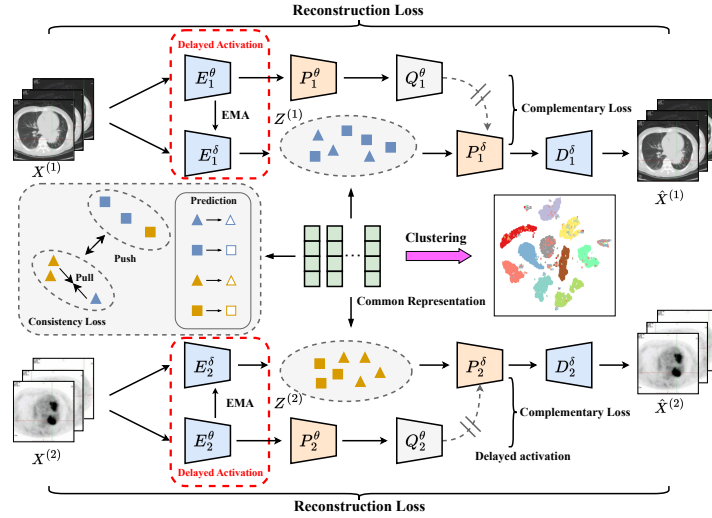 Reconstruction Loss
Delayed Activation
E_1^θ
P_1^θ
Q_1^θ
EMA
Z^{(1)}
Complementary Loss
E_1^δ
P_1^δ
D_1^δ
X^{(1)}
X̂^{(1)}
Prediction
Push
Pull
Consistency Loss
Clustering
Common Representation
E_2^δ
P_2^δ
D_2^δ
EMA
Z^{(2)}
Complementary Loss
X^{(2)}
X̂^{(2)}
E_2^θ
P_2^θ
Q_2^θ
Delayed activation
Delayed Activation
Reconstruction Loss